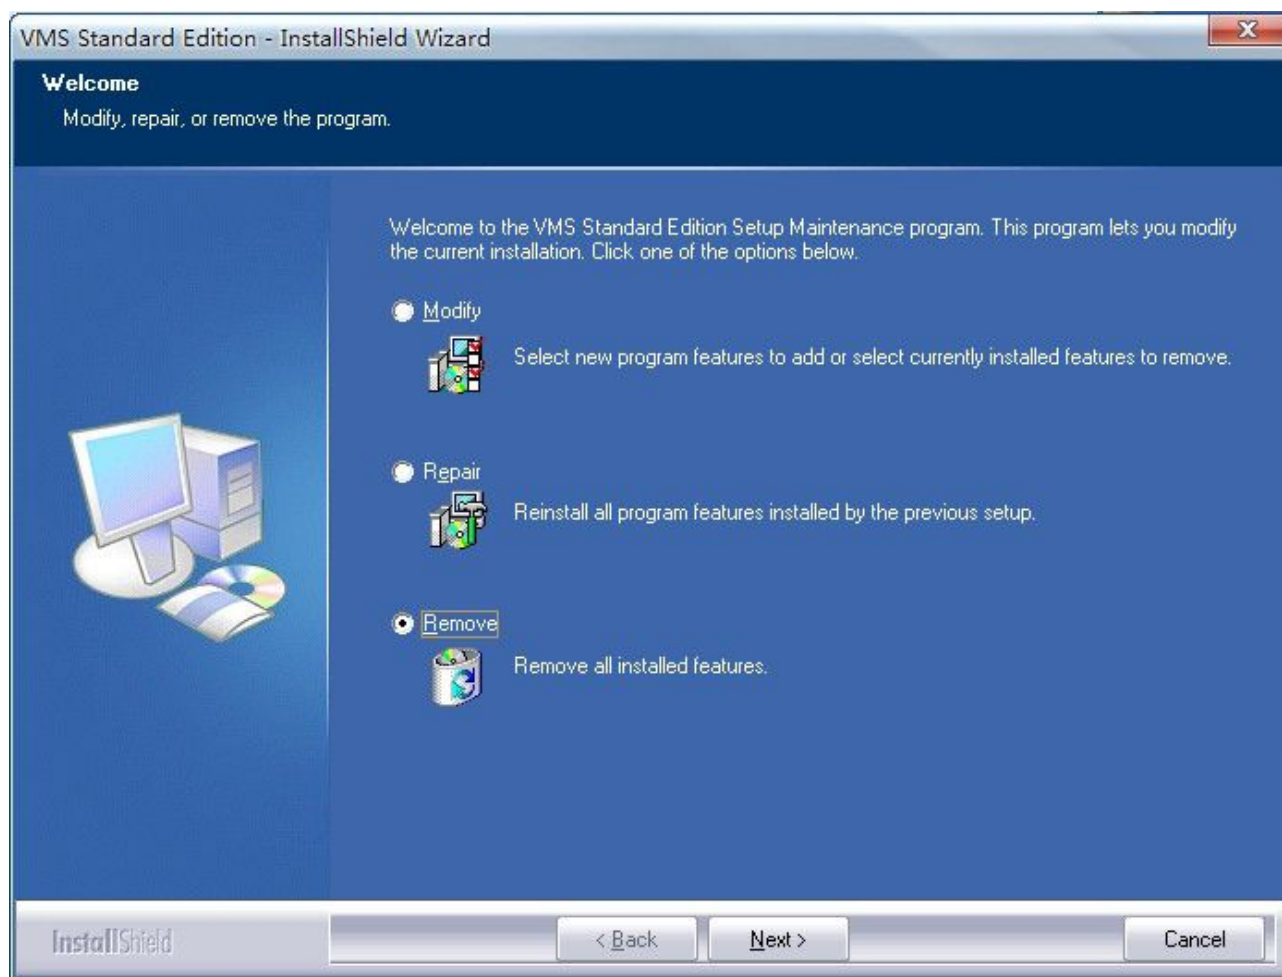 VMS Standard Edition - InstallShield Wizard
Welcome
Modify, repair, or remove the program.
Welcome to the VMS Standard Edition Setup Maintenance program. This program lets you modify
the current installation. Click one of the options below.
Modify
Select new program features to add or select currently installed features to remove.
Repair
Reinstall all program features installed by the previous setup.
Remove
Remove all installed features.
InstallShield
< Back
Next >
Cancel